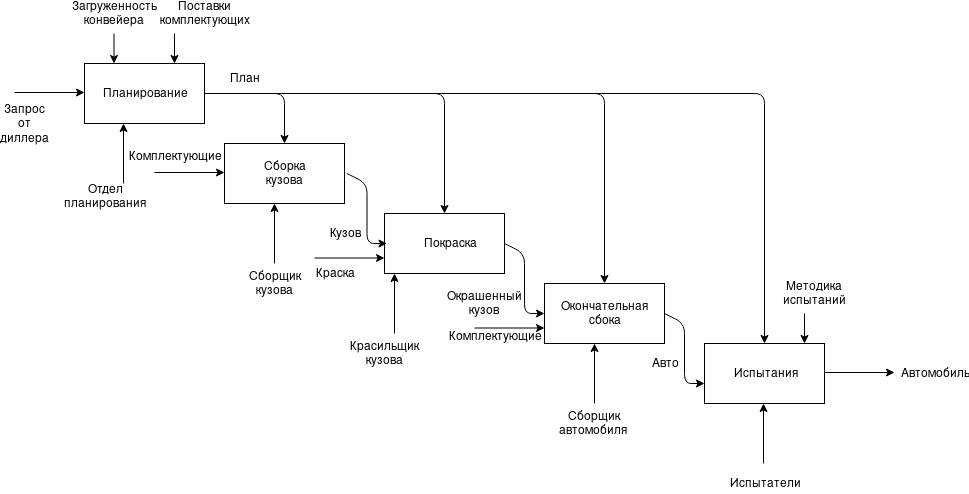 Загруженность
конвейера
Поставки
комплектующих
План
Планирование
Запрос
от
диллера
Комплектующие
Сборка
кузова
Отдел
планирования
Кузов
Покраска
Краска
Сборщик
кузова
Методика
испытаний
Окрашенный
кузов
Окончательная
сбока
Комплектующие
Красильщик
кузова
Авто
Испытания
Автомобиль
Сборщик
автомобиля
Испытатели